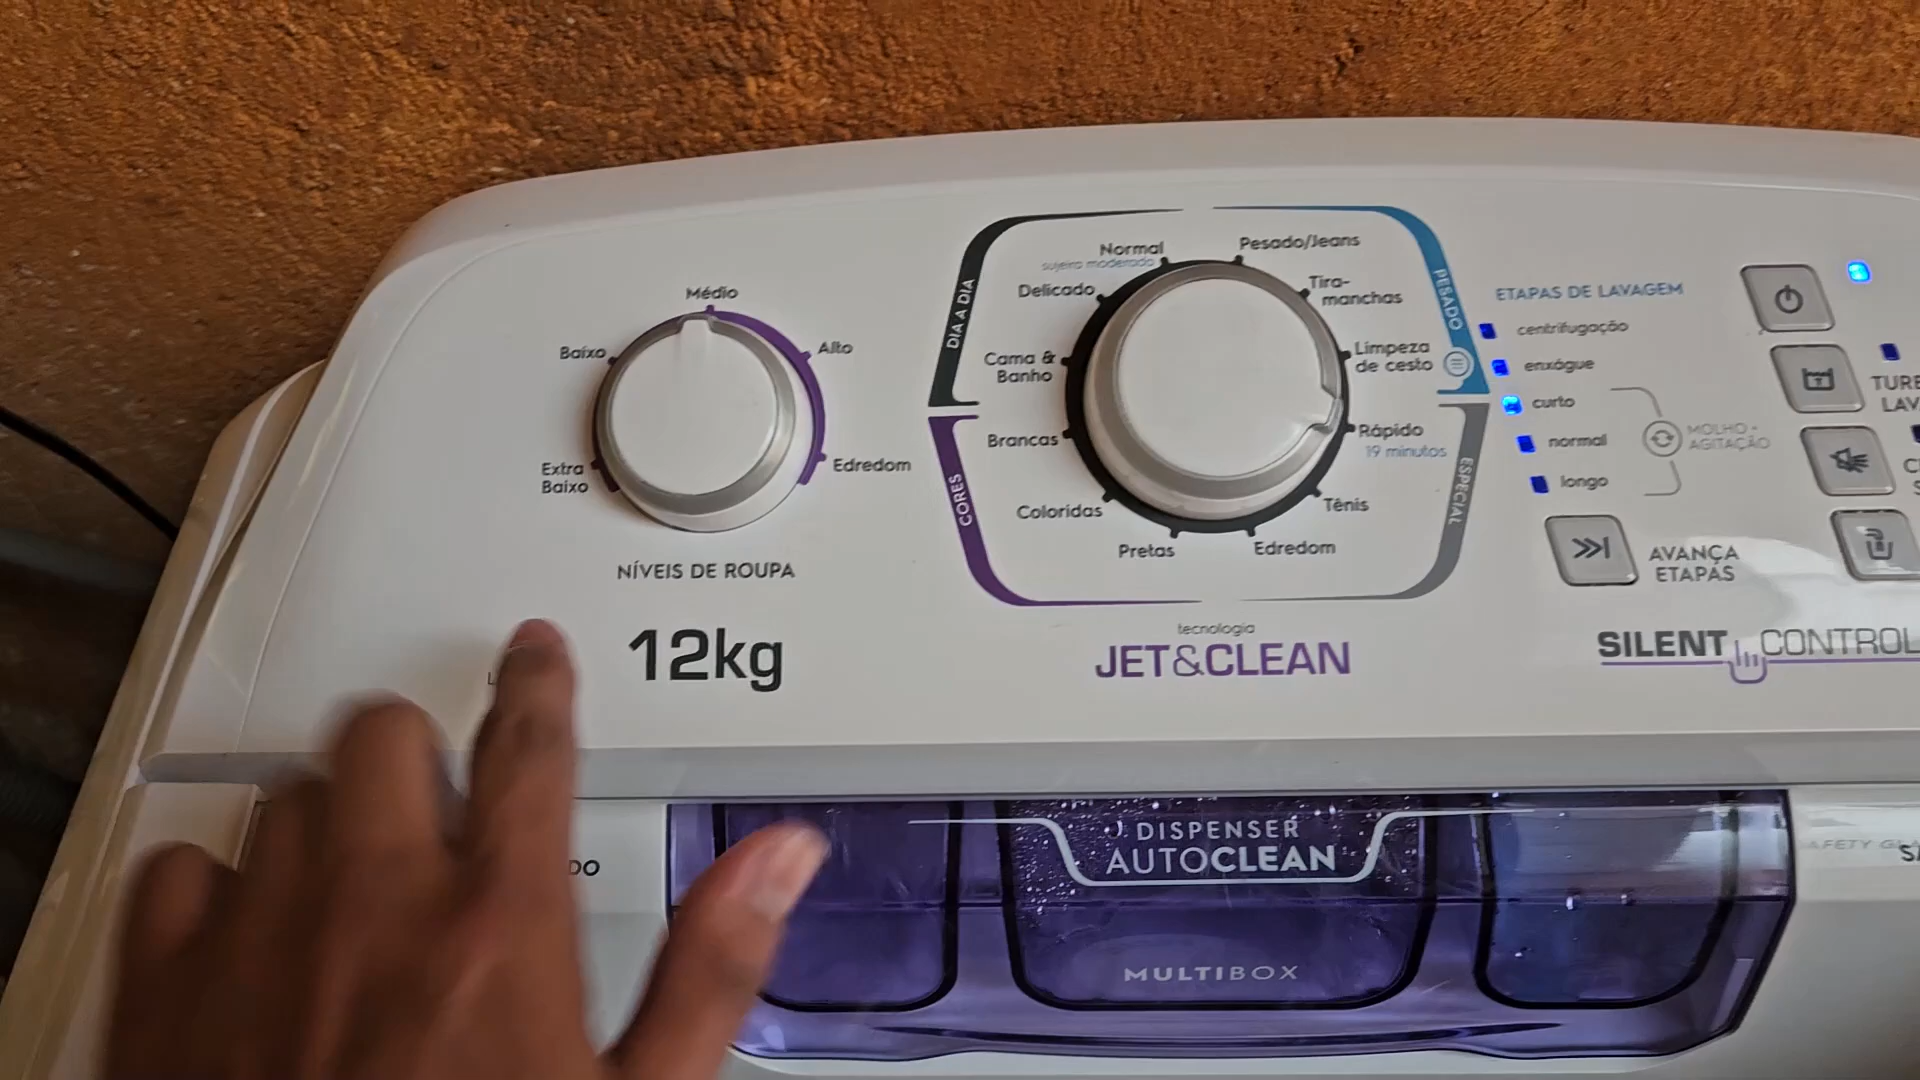 Médio
Baixo
Alto
Extra
Baixo
Edredom
NÍVEIS DE ROUPA
12kg
DIA A DIA
PESADO
CORES
ESPECIAL
Normal
sujeira moderada
Pesado/Jeans
Delicado
Tira-
manchas
Cama &
Banho
Limpeza
de cesto
Brancas
Rápido
19 minutos
Coloridas
Tênis
Pretas
Edredom
tecnologia
JET&CLEAN
ETAPAS DE LAVAGEM
centrifugação
enxágue
curto
normal
longo
MOLHO -
AGITAÇÃO
AVANÇA
ETAPAS
SILENT CONTROL
DISPENSER
AUTOCLEAN
MULTIBOX